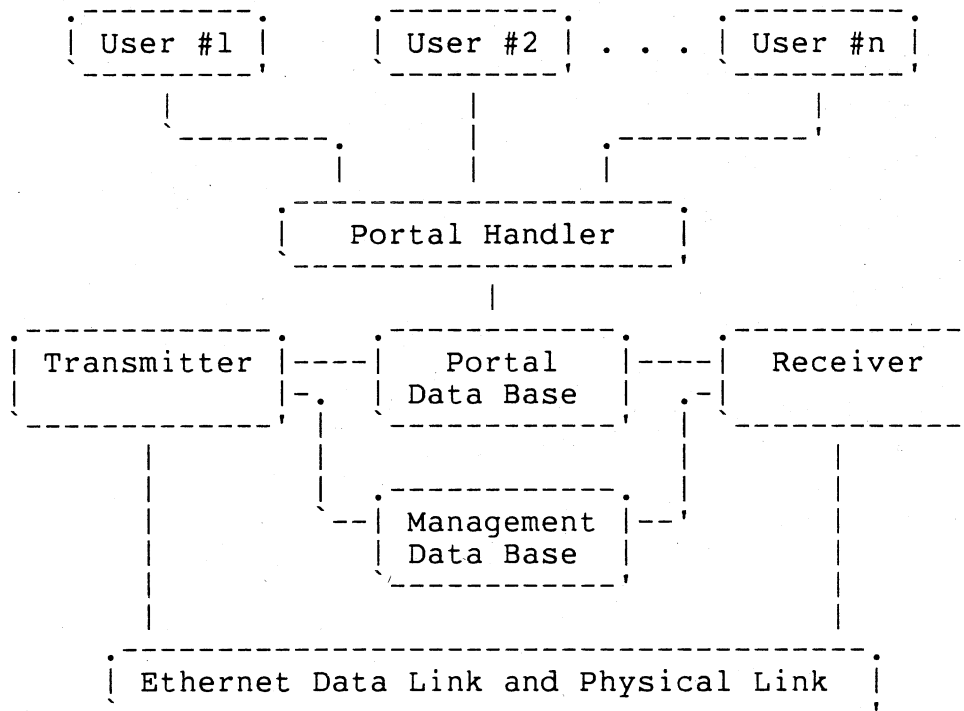 User #1 User #2 . . . User #n
Portal Handler
Transmitter Portal Receiver
Data Base
Management
Data Base
Ethernet Data Link and Physical Link